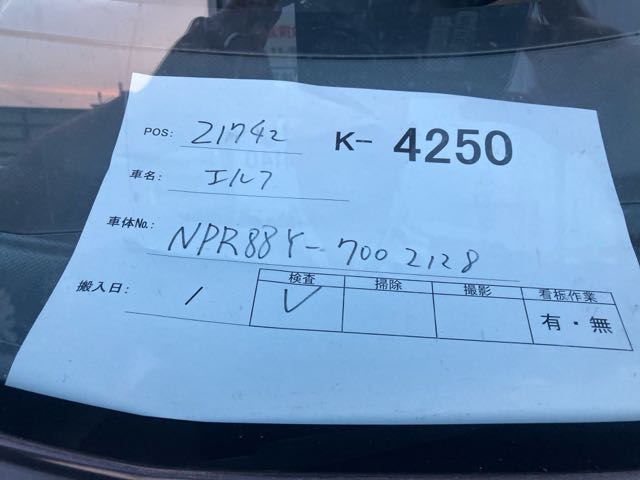 POS: 21742
K- 4250
車名: エルフ
車体No.: NPR88Y-7002128
搬入日: /
検査 掃除 撮影 看板作業
V 有・無